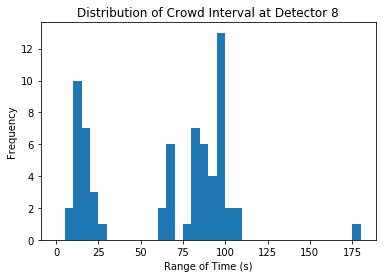 Distribution of Crowd Interval at Detector 8
Frequency
12
10
8
6
4
2
0
0 25 50 75 100 125 150 175
Range of Time (s)